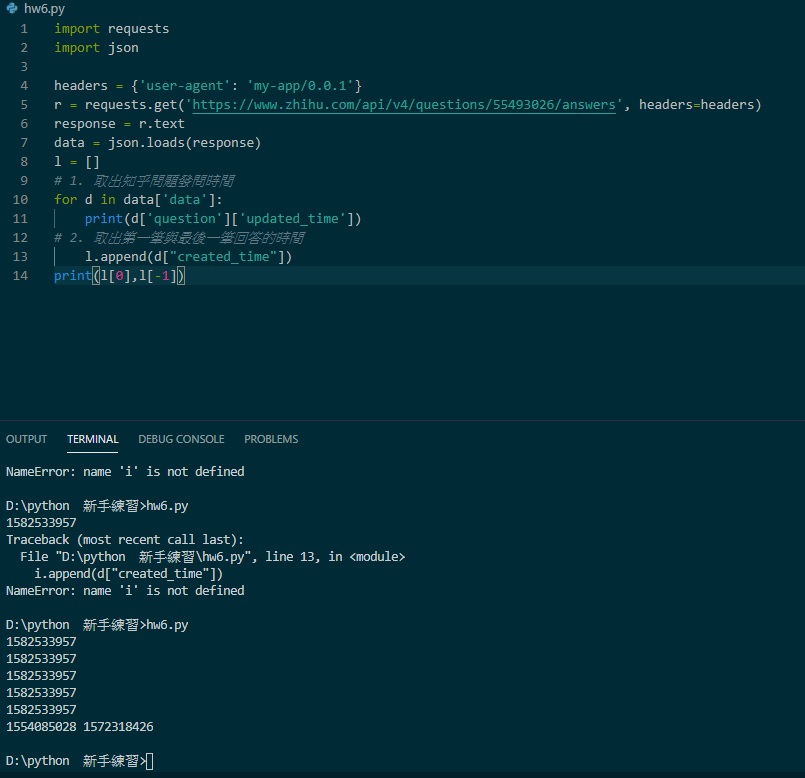 hw6.py
1 import requests
2 import json
3
4 headers = {'user-agent': 'my-app/0.0.1'}
5 r = requests.get('https://www.zhihu.com/api/v4/questions/55493026/answers', headers=headers)
6 response = r.text
7 data = json.loads(response)
8 l = []
9 # 1. 取出知乎問題發問時間
10 for d in data['data']:
11 print(d['question']['updated_time'])
12 # 2. 取出第一筆與最後一筆回答的時間
13 l.append(d["created_time"])
14 print(l[0],l[-1])
OUTPUT TERMINAL DEBUG CONSOLE PROBLEMS
NameError: name 'i' is not defined
D:\python 新手練習>hw6.py
1582533957
Traceback (most recent call last):
File "D:\python 新手練習\hw6.py", line 13, in <module>
i.append(d["created_time"])
NameError: name 'i' is not defined
D:\python 新手練習>hw6.py
1582533957
1582533957
1582533957
1582533957
1582533957
1554085028 1572318426
D:\python 新手練習>